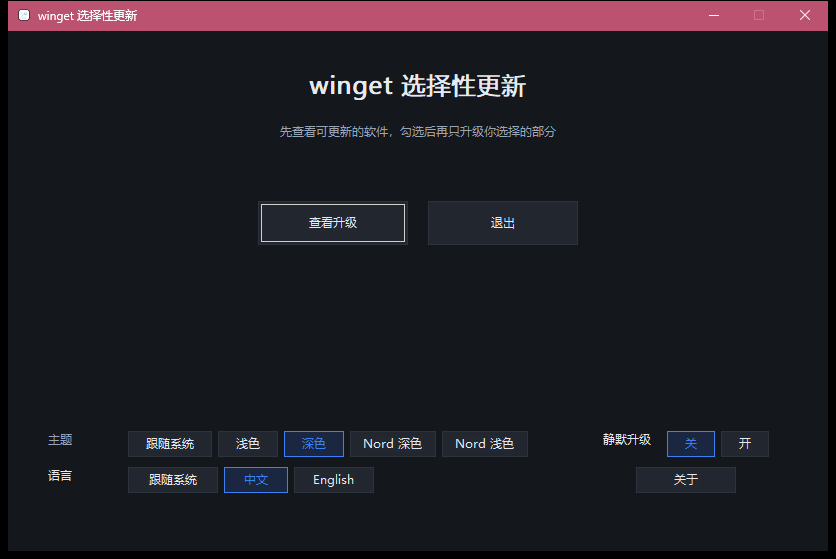 winget 选择性更新
winget 选择性更新
先查看可更新的软件，勾选后再只升级你选择的部分
查看升级 退出
主题 跟随系统 浅色 深色 Nord 深色 Nord 浅色 静默升级 关 开
语言 跟随系统 中文 English 关于